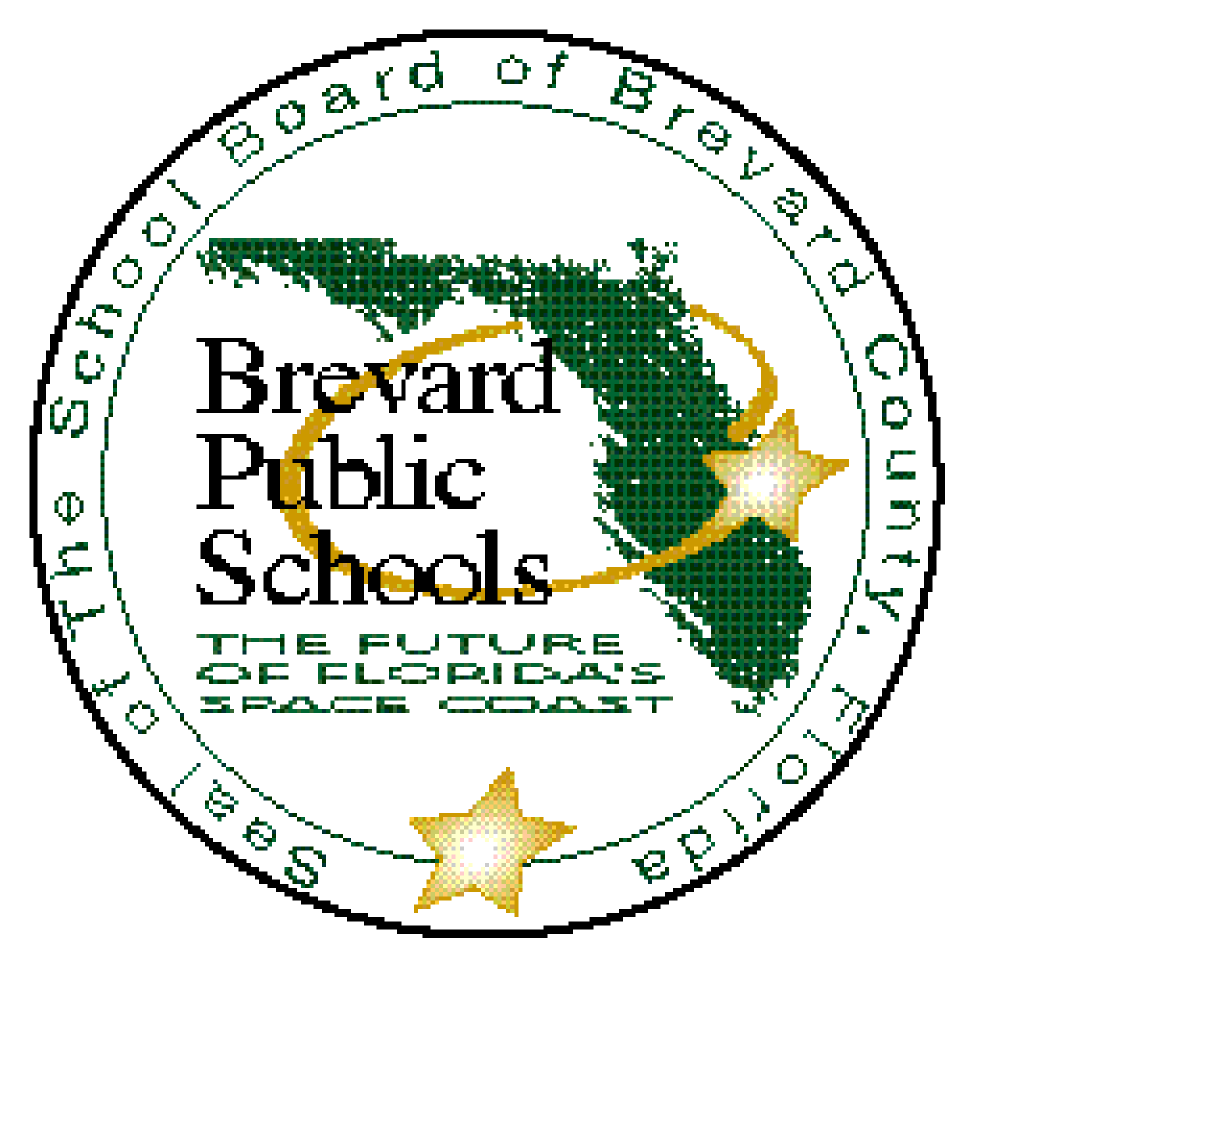 Seal of The School Board of Brevard County, Florida
Brevard
Public
Schools
THE FUTURE
OF FLORIDA'S
SPACE COAST